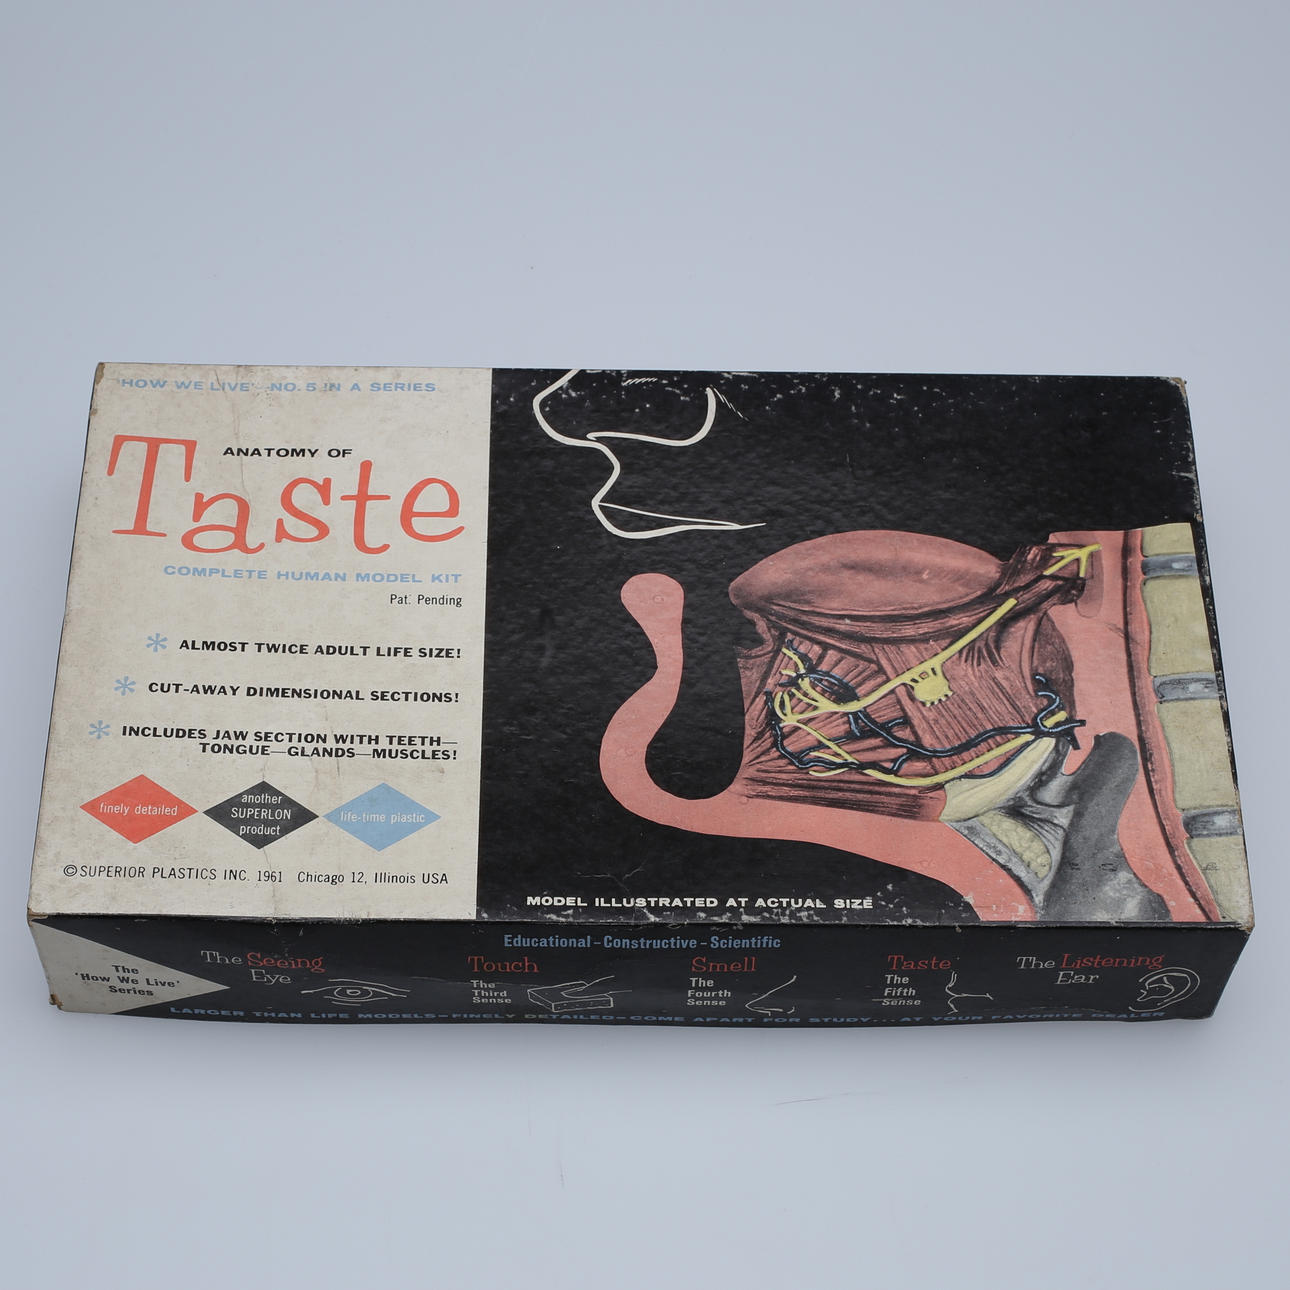 'HOW WE LIVE' NO. 5 IN A SERIES
ANATOMY OF
Taste
COMPLETE HUMAN MODEL KIT
Pat. Pending
* ALMOST TWICE ADULT LIFE SIZE!
* CUT-AWAY DIMENSIONAL SECTIONS!
* INCLUDES JAW SECTION WITH TEETH—
TONGUE—GLANDS—MUSCLES!
finely detailed
another
SUPERLON
product
life-time plastic
©SUPERIOR PLASTICS INC. 1961 Chicago 12, Illinois USA
MODEL ILLUSTRATED AT ACTUAL SIZE
Educational-Constructive-Scientific
The
'How We Live'
Series
The Seeing
Eye
Touch
The
Third
Sense
Smell
The
Fourth
Sense
Taste
The
Fifth
Sense
The Listening
Ear
LARGER THAN LIFE MODELS—FINELY DETAILED—COME APART FOR STUDY... AT YOUR FAVORITE DEALER